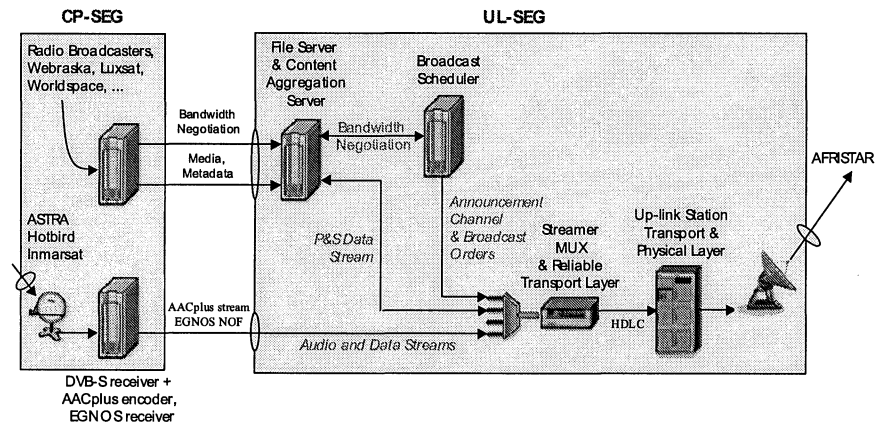 CP-SEG
UL-SEG
Radio Broadcasters,
Webraska, Luxsat,
Worldspace, ...
Bandwidth
Negotiation
Media,
Metadata
File Server
& Content
Aggregation
Server
Broadcast
Scheduler
Bandwidth
Negotiation
AFRISTAR
ASTRA
Hotbird
Inmarsat
P&S Data
Stream
Announcement
Channel
& Broadcast
Orders
Streamer
MUX
& Reliable
Transport Layer
Up-link Station
Transport &
Physical Layer
AACplus stream
EGNOS NOF
Audio and Data Streams
HDLC
DVB-S receiver +
AACplus encoder,
EGNOS receiver